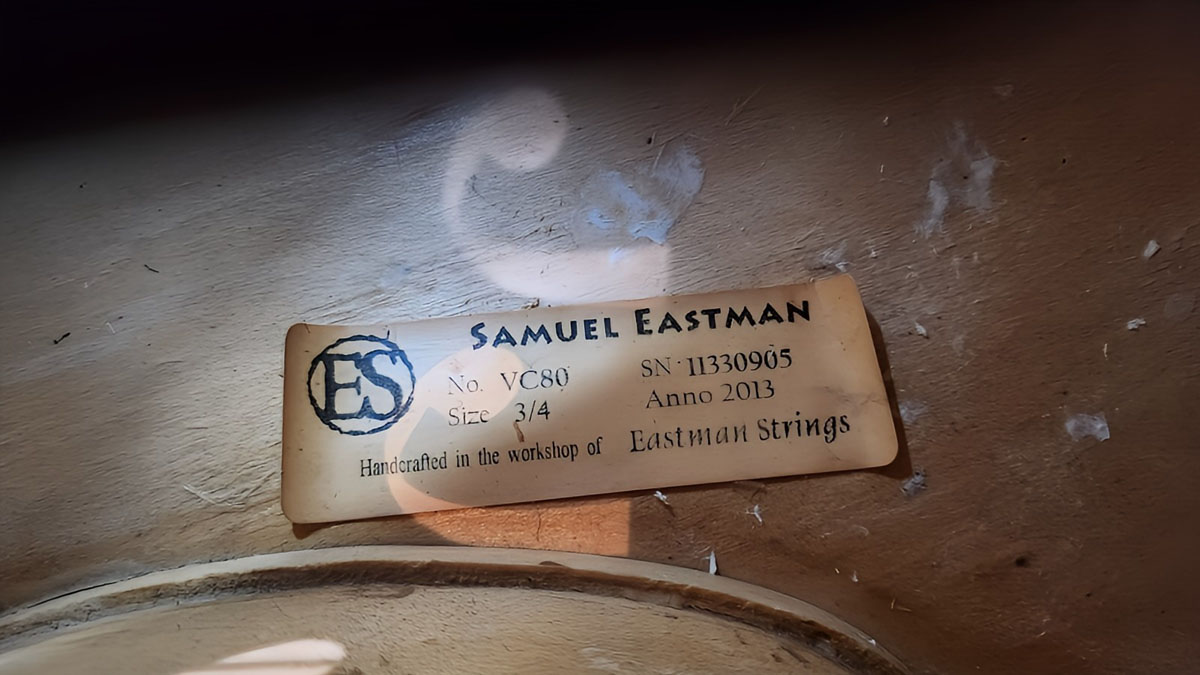 SAMUEL EASTMAN
ES
No. VC80 SN 11330905
Size 3/4 Anno 2013
Handcrafted in the workshop of Eastman Strings